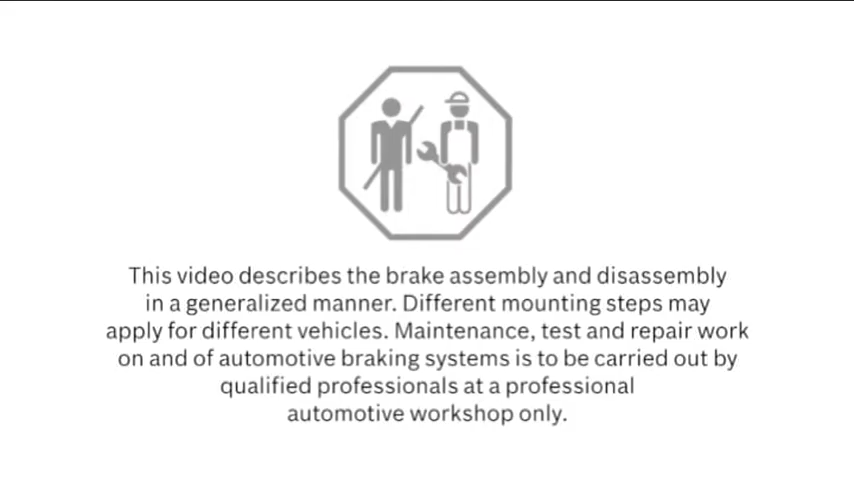 This video describes the brake assembly and disassembly
in a generalized manner. Different mounting steps may
apply for different vehicles. Maintenance, test and repair work
on and of automotive braking systems is to be carried out by
qualified professionals at a professional
automotive workshop only.